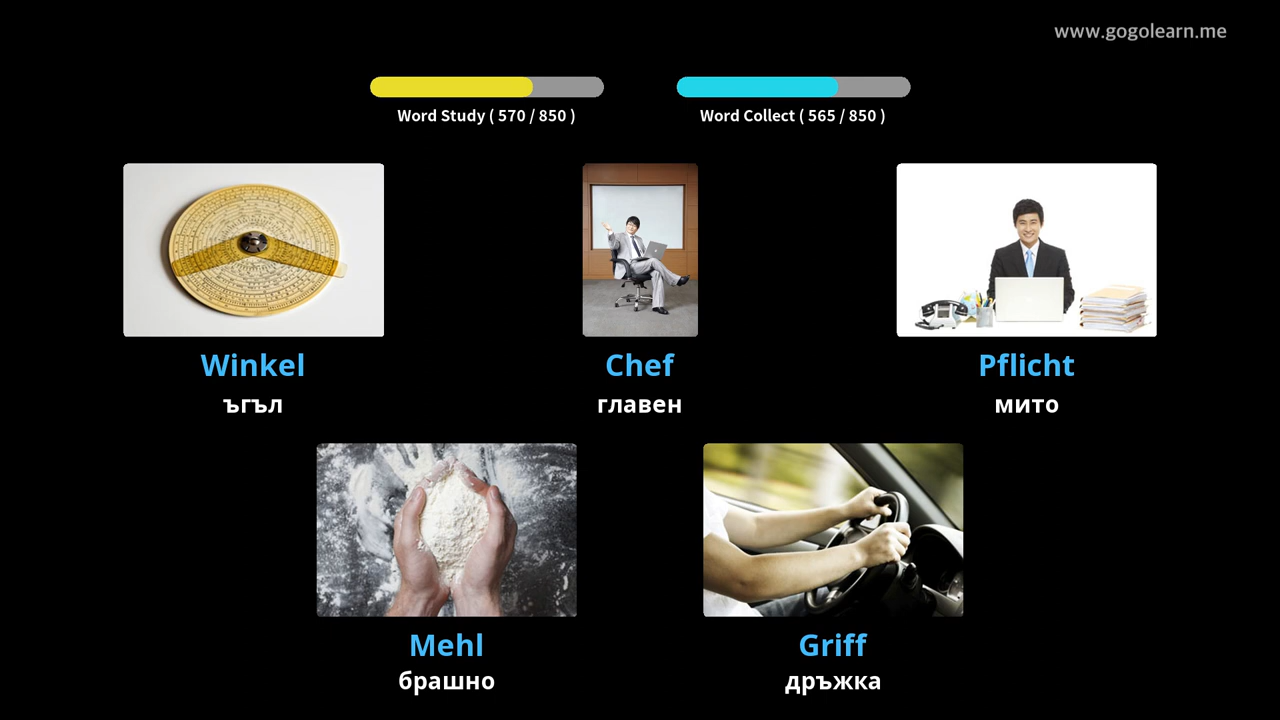 www.gogolearn.me
Word Study ( 570 / 850 )
Word Collect ( 565 / 850 )
Winkel
ъгъл
Chef
главен
Pflicht
мито
Mehl
брашно
Griff
дръжка